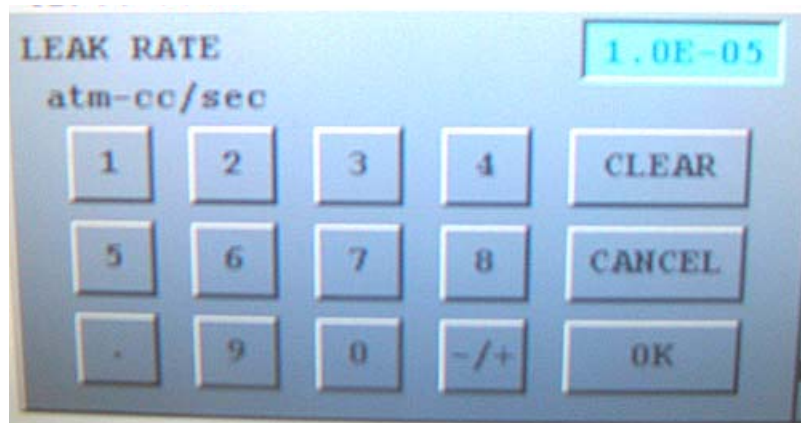 LEAK RATE 1.0E-05
atm-cc/sec
1 2 3 4 CLEAR
5 6 7 8 CANCEL
. 9 0 -/+ OK